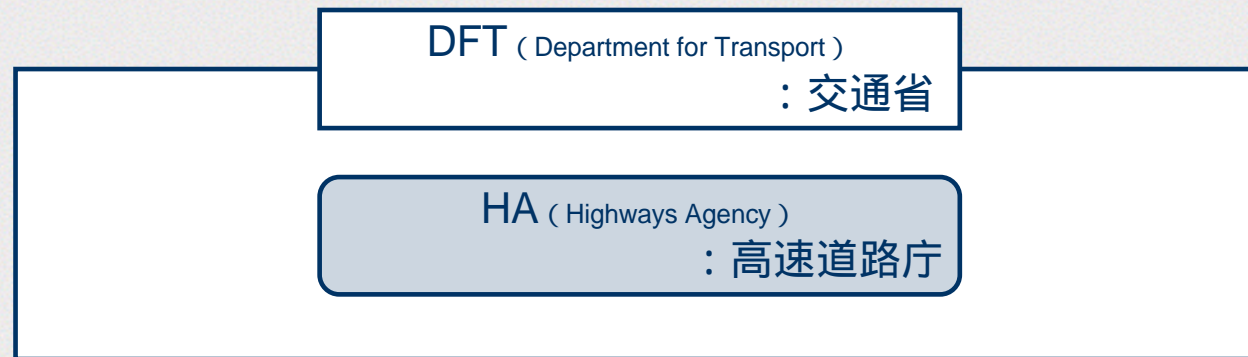 DFT（Department for Transport）
：交通省
HA（Highways Agency）
：高速道路庁